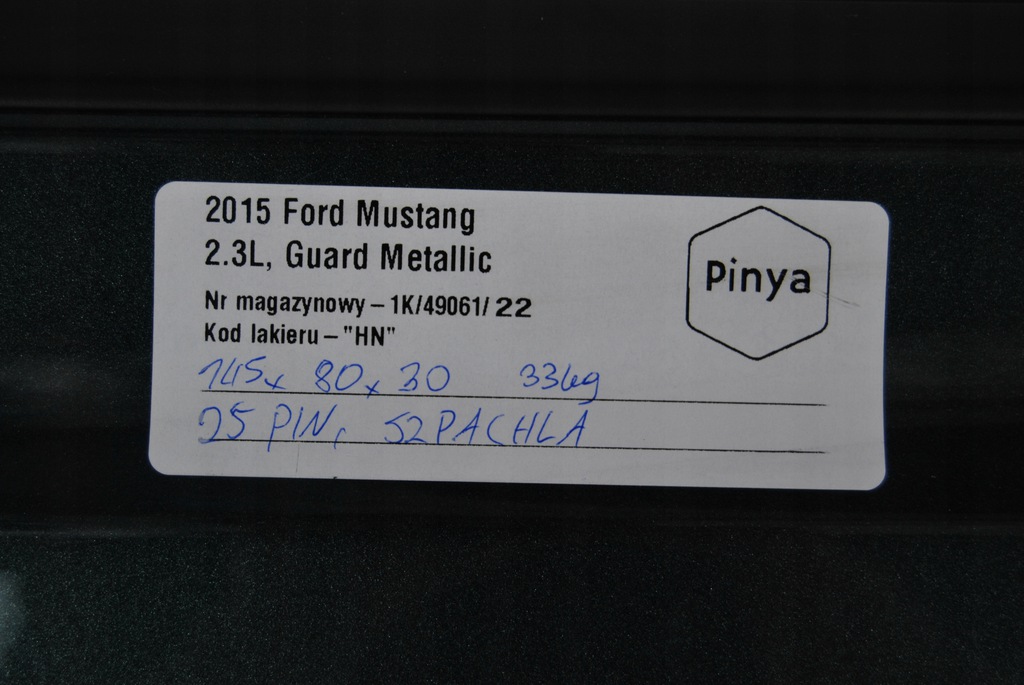 2015 Ford Mustang
2.3L, Guard Metallic
Nr magazynowy – 1K/49061/22
Kod lakieru – "HN"
145x 80x 30 33kg
25 PIN, SZPACHLA
Pinya